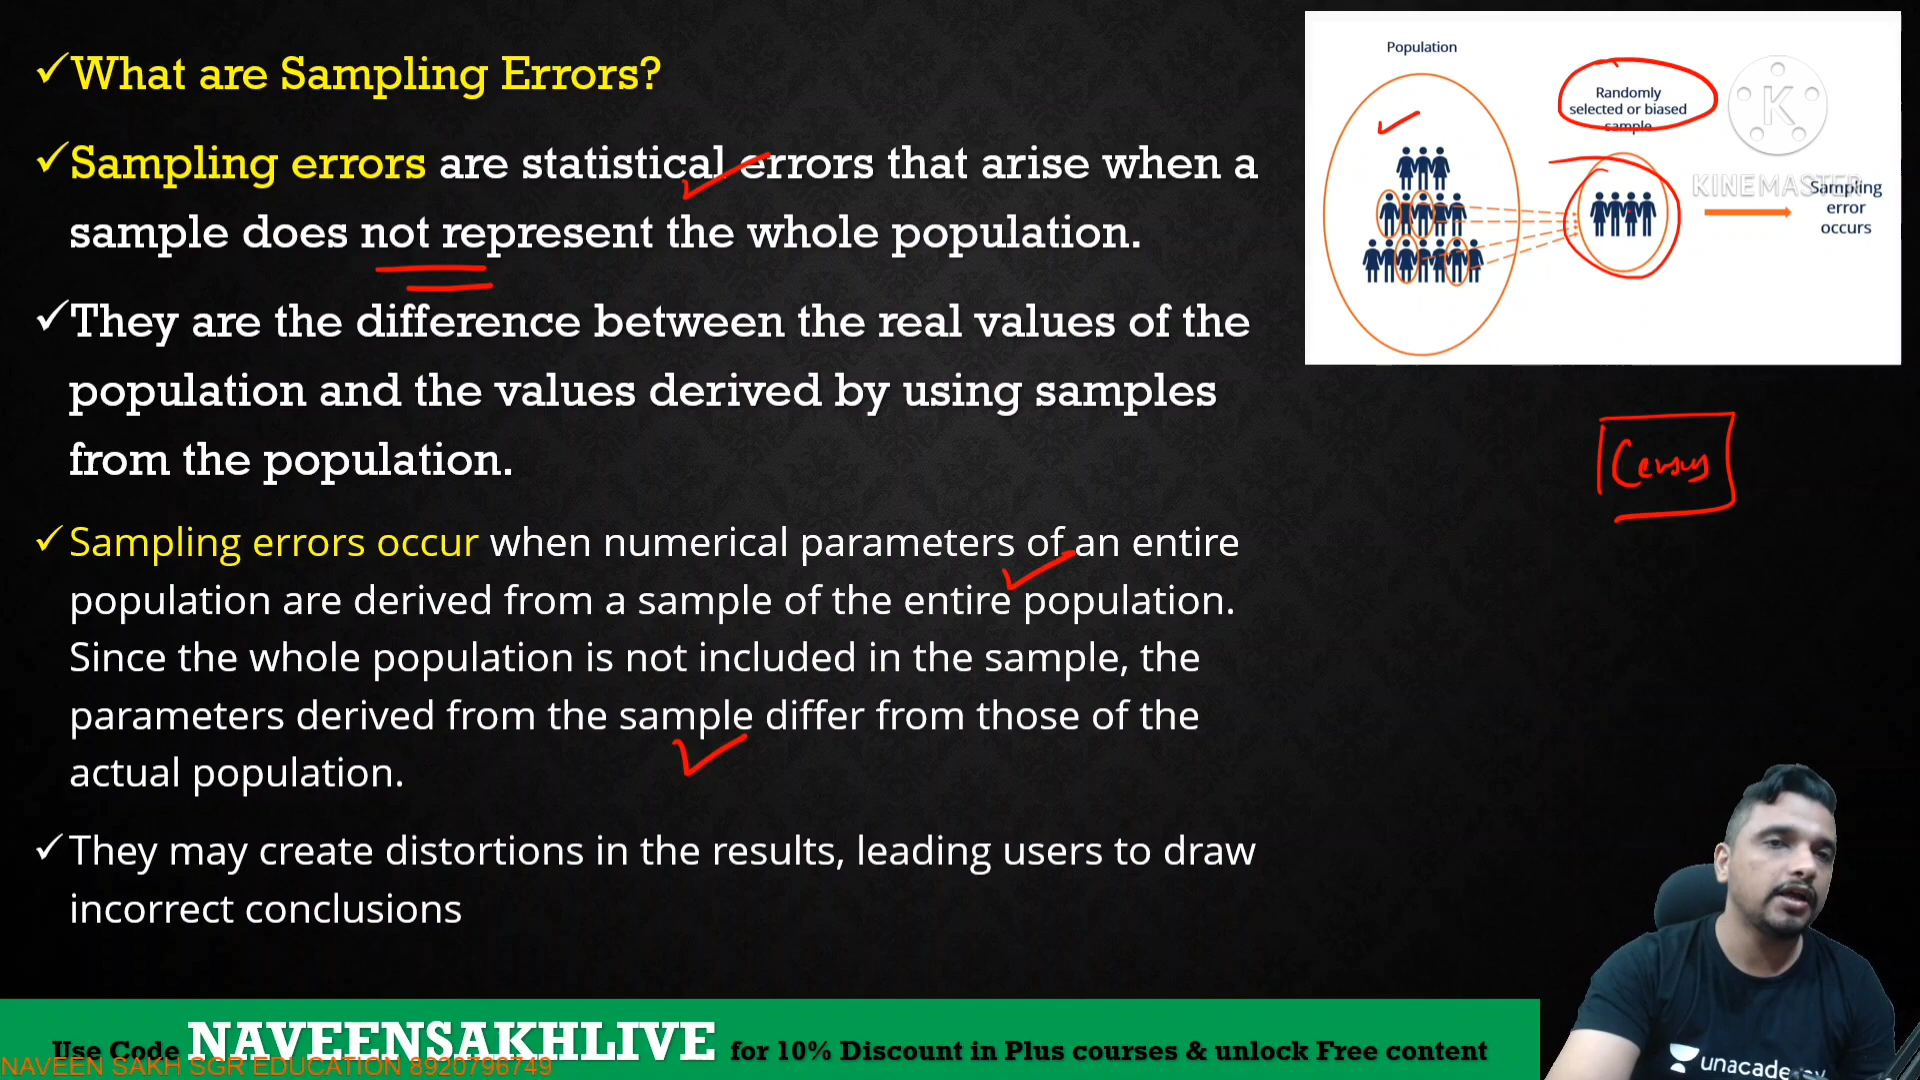 What are Sampling Errors?
Sampling errors are statistical errors that arise when a
sample does not represent the whole population.
They are the difference between the real values of the
population and the values derived by using samples
from the population.
Sampling errors occur when numerical parameters of an entire
population are derived from a sample of the entire population.
Since the whole population is not included in the sample, the
parameters derived from the sample differ from those of the
actual population.
They may create distortions in the results, leading users to draw
incorrect conclusions
Population
Randomly
selected or biased
sample
K
KINEMASTER
Sampling
error
occurs
Census
unacademy
Use Code NAVEENSAKHLIVE for 10% Discount in Plus courses & unlock Free content
NAVEEN SAKH SGR EDUCATION 8920796749